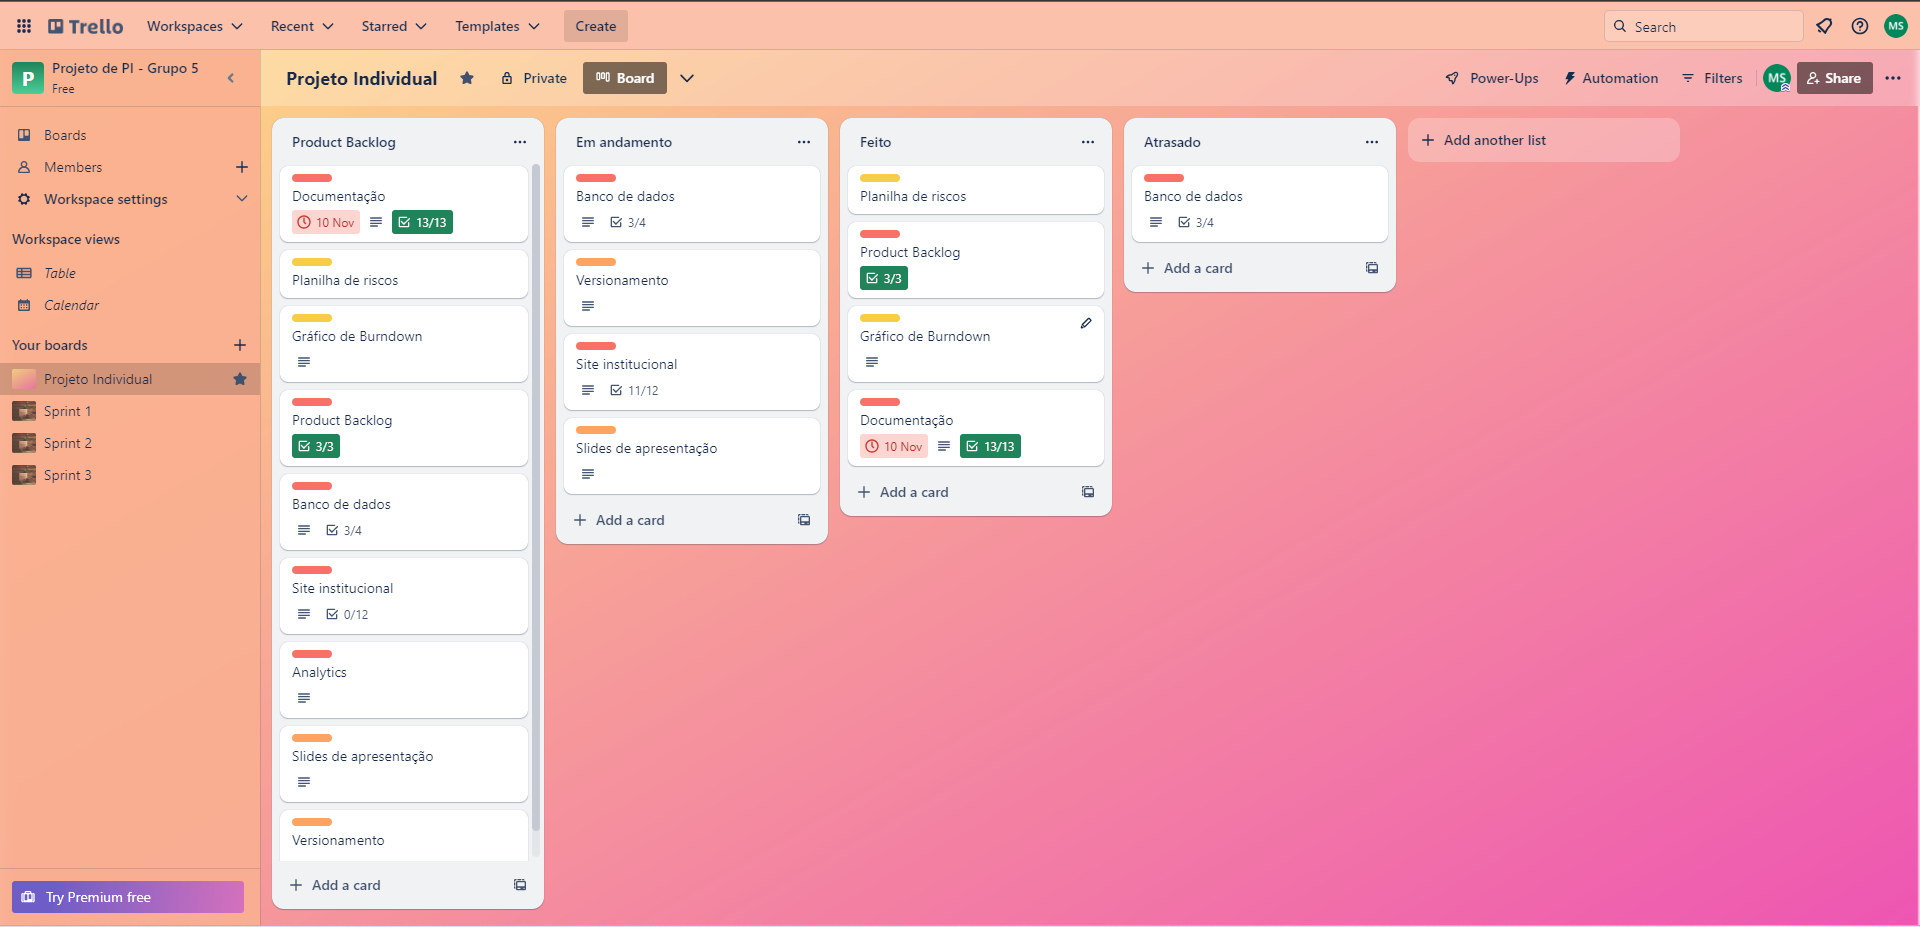 Trello
Workspaces
Recent
Starred
Templates
Create
Search
MS
P
Projeto de PI - Grupo 5
Free
Projeto Individual
Private
Board
Power-Ups
Automation
Filters
MS
Share
Boards
Members
Workspace settings
Workspace views
Table
Calendar
Your boards
Projeto Individual
Sprint 1
Sprint 2
Sprint 3
Try Premium free
Product Backlog
Documentação
10 Nov
13/13
Planilha de riscos
Gráfico de Burndown
Product Backlog
3/3
Banco de dados
3/4
Site institucional
0/12
Analytics
Slides de apresentação
Versionamento
Add a card
Em andamento
Banco de dados
3/4
Versionamento
Site institucional
11/12
Slides de apresentação
Add a card
Feito
Planilha de riscos
Product Backlog
3/3
Gráfico de Burndown
Documentação
10 Nov
13/13
Add a card
Atrasado
Banco de dados
3/4
Add a card
Add another list